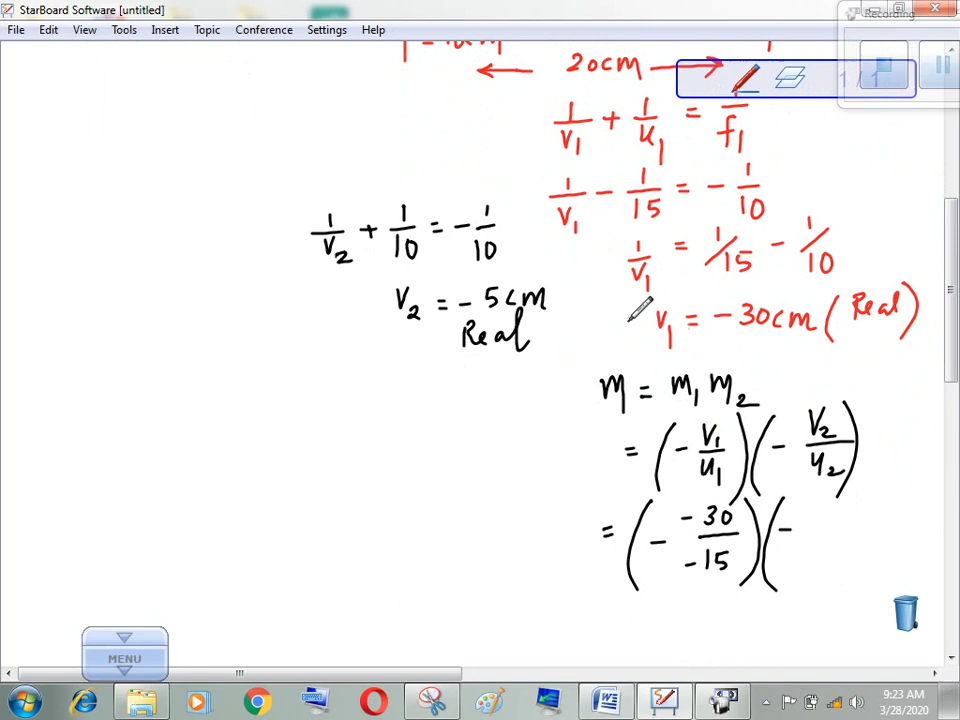 StarBoard Software [untitled]
Recording
File Edit View Tools Insert Topic Conference Settings Help
1 / 1
20cm
1/v₁ + 1/u₁ = 1/f₁
1/v₁ - 1/15 = - 1/10
1/v₁ = 1/15 - 1/10
v₁ = - 30cm (Real)
1/v₂ + 1/10 = - 1/10
v₂ = - 5cm
Real
m = m₁ m₂
= (- v₁/u₁) (- v₂/u₂)
= (- -30/-15) (-
MENU
9:23 AM
3/28/2020